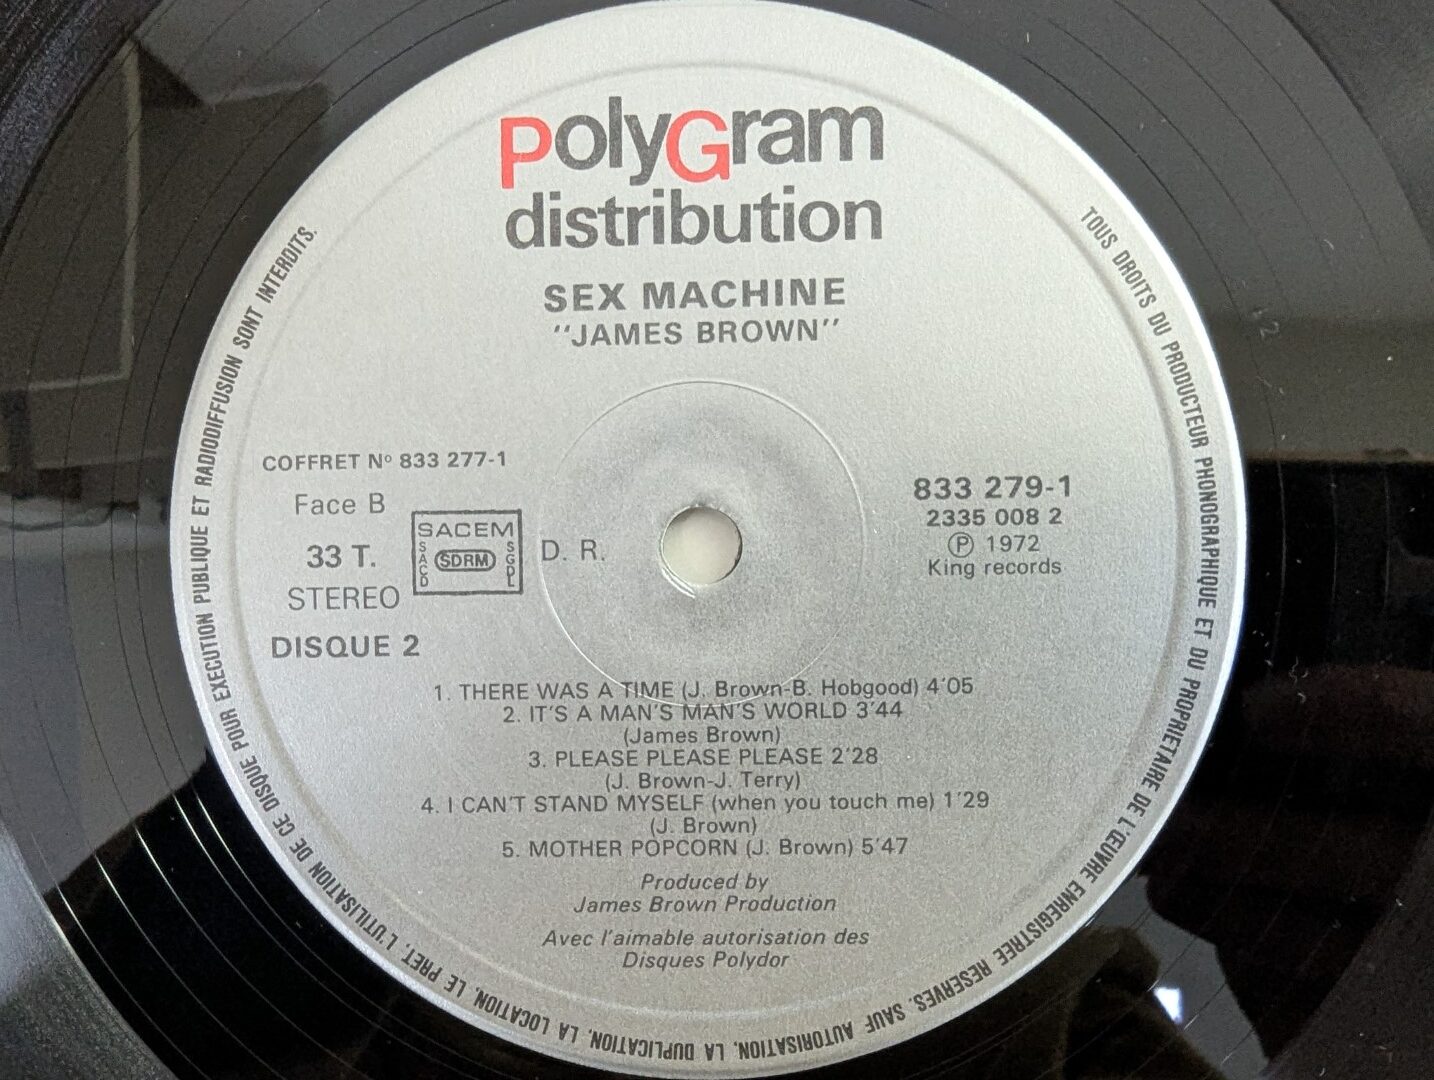 PolyGram
distribution
SEX MACHINE
"JAMES BROWN"
COFFRET Nº 833 277-1
Face B
33 T.
STEREO
DISQUE 2
SACEM
SACD
SDRM
SGDL
D. R.
833 279-1
2335 008 2
Ⓟ 1972
King records
1. THERE WAS A TIME (J. Brown-B. Hobgood) 4'05
2. IT'S A MAN'S MAN'S WORLD 3'44
(James Brown)
3. PLEASE PLEASE PLEASE 2'28
(J. Brown-J. Terry)
4. I CAN'T STAND MYSELF (when you touch me) 1'29
(J. Brown)
5. MOTHER POPCORN (J. Brown) 5'47
Produced by
James Brown Production
Avec l'aimable autorisation des
Disques Polydor
TOUS DROITS DU PRODUCTEUR PHONOGRAPHIQUE ET DU PROPRIETAIRE DE L'ŒUVRE ENREGISTREE RESERVES. SAUF AUTORISATION, LA DUPLICATION, LA LOCATION, LE PRET, L'UTILISATION DE CE DISQUE POUR EXECUTION PUBLIQUE ET RADIODIFFUSION SONT INTERDITS.